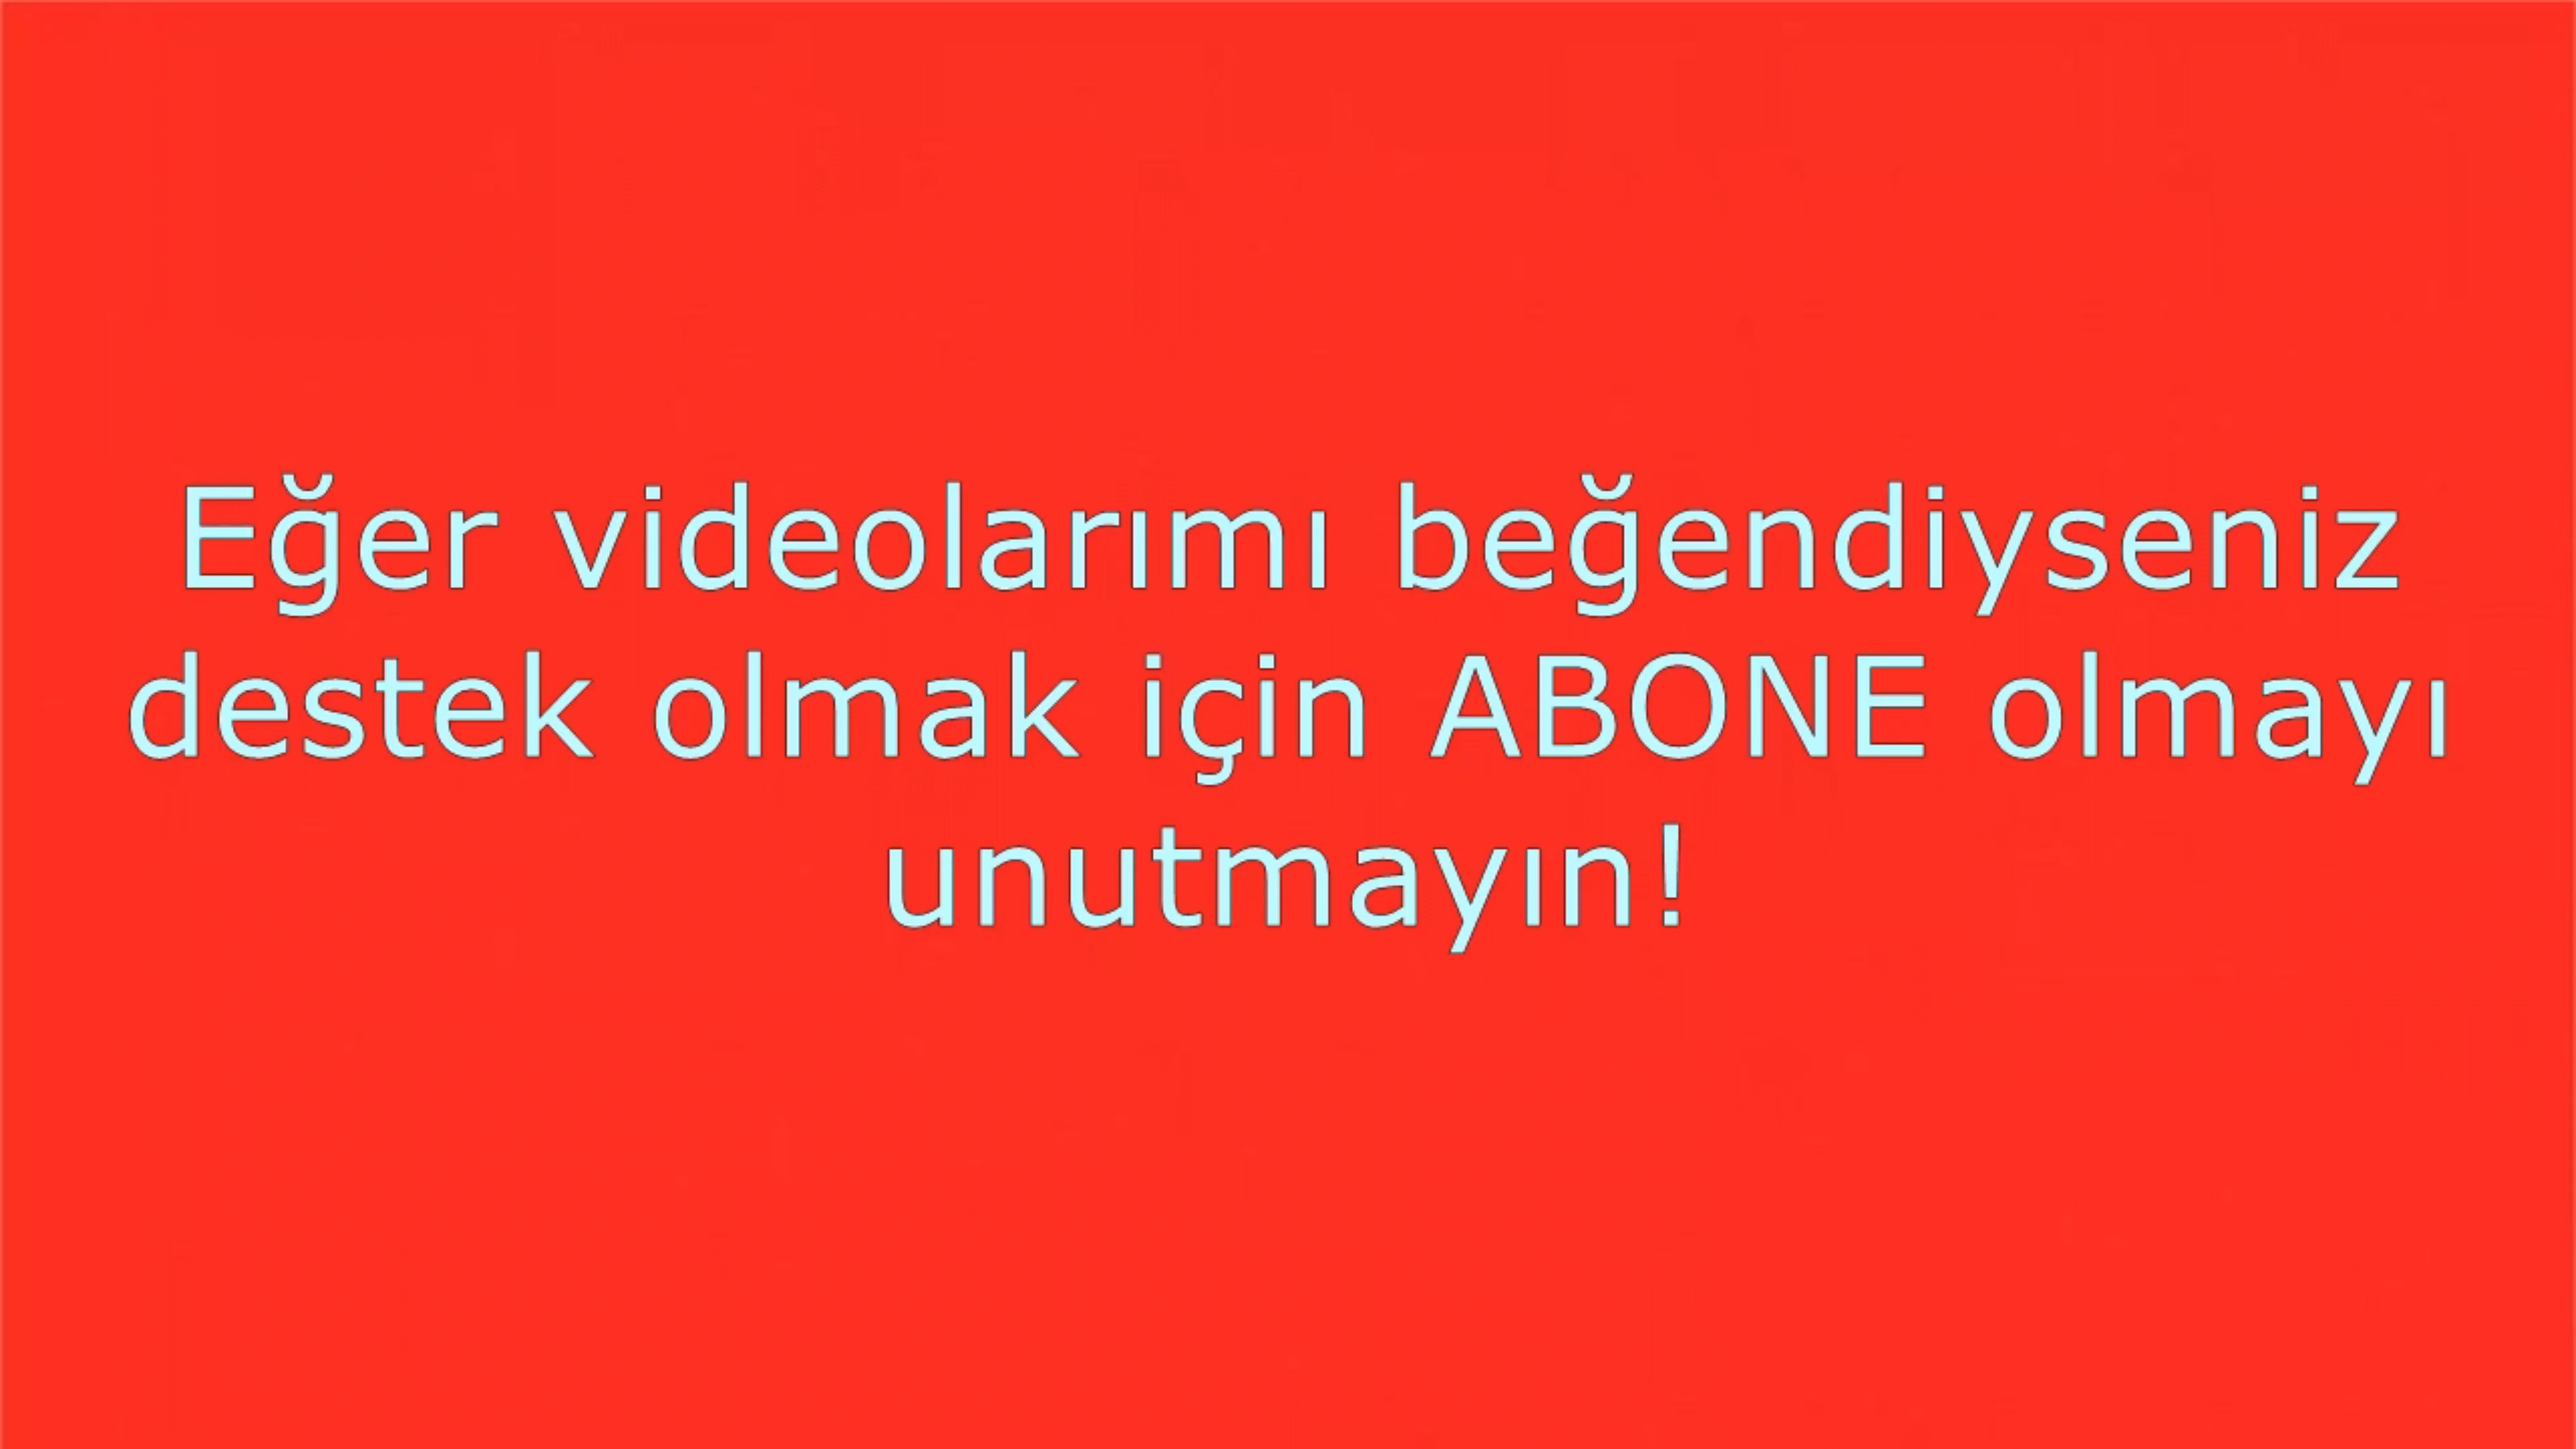 Eğer videolarımı beğendiyseniz
destek olmak için ABONE olmayı
unutmayın!